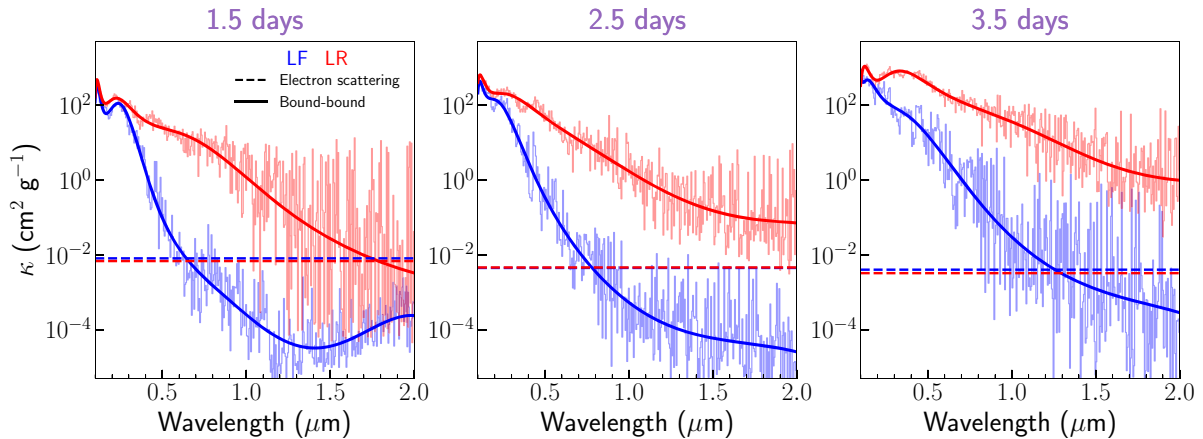 1.5 days 2.5 days 3.5 days
LF LR
Electron scattering
Bound-bound
κ (cm² g⁻¹)
10² 10² 10²
10⁰ 10⁰ 10⁰
10⁻² 10⁻² 10⁻²
10⁻⁴ 10⁻⁴ 10⁻⁴
0.5 1.0 1.5 2.0 0.5 1.0 1.5 2.0 0.5 1.0 1.5 2.0
Wavelength (μm) Wavelength (μm) Wavelength (μm)